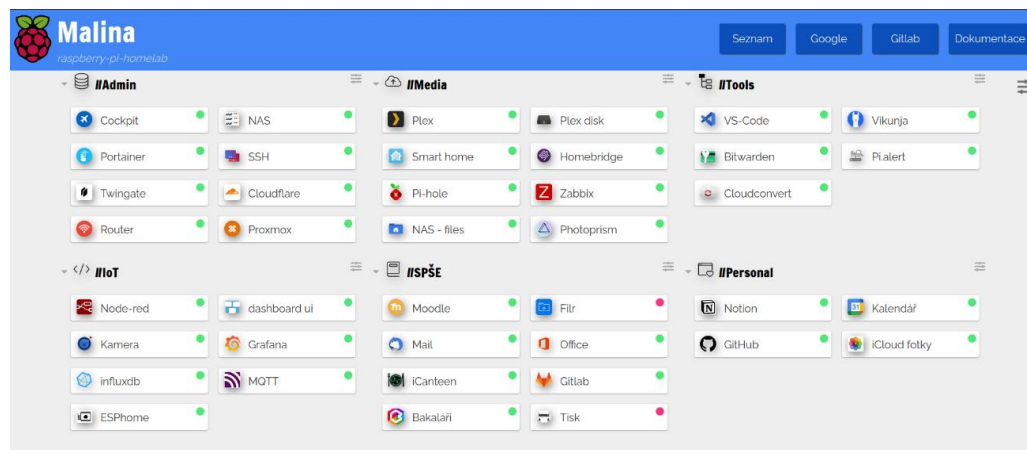 Malina
raspberry-pi-homelab
Seznam
Google
Gitlab
Dokumentace
//Admin
Cockpit
NAS
Portainer
SSH
Twingate
Cloudflare
Router
Proxmox
//Media
Plex
Plex disk
Smart home
Homebridge
Pi-hole
Zabbix
NAS - files
Photoprism
//Tools
VS-Code
Vikunja
Bitwarden
Pi.alert
Cloudconvert
//IoT
Node-red
dashboard ui
Kamera
Grafana
influxdb
MQTT
ESPhome
//SPŠE
Moodle
Filr
Mail
Office
iCanteen
Gitlab
Bakaláři
Tisk
//Personal
Notion
Kalendář
GitHub
iCloud fotky